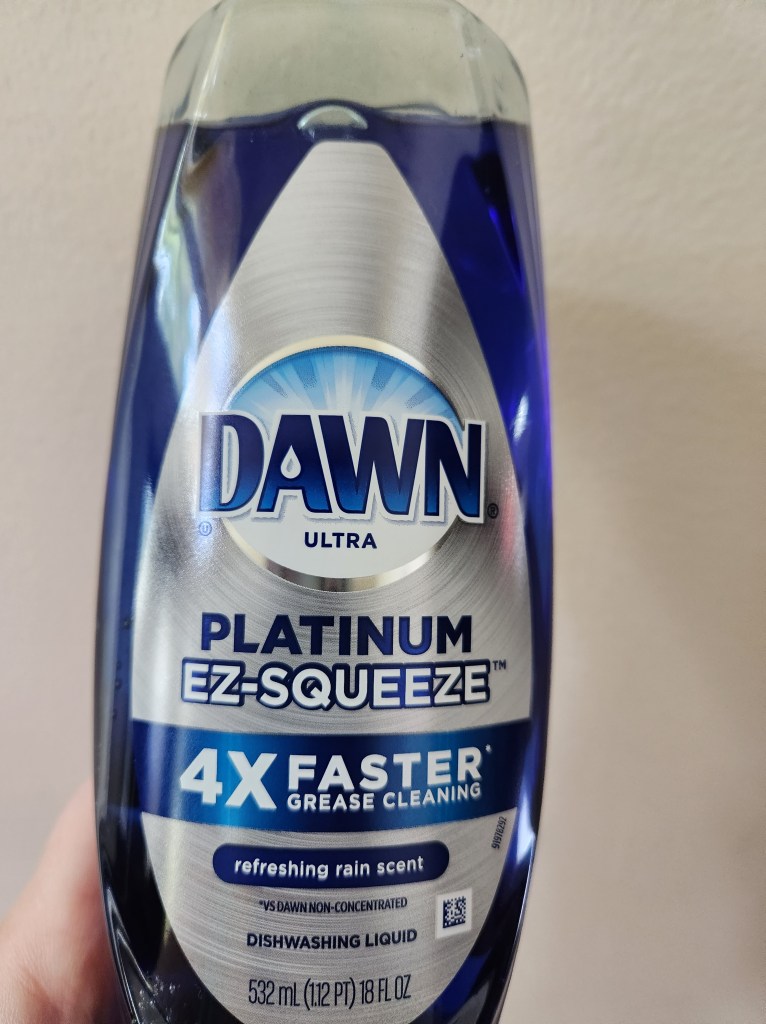 DAWN®
Ⓤ
ULTRA
PLATINUM
EZ-SQUEEZE™
4X FASTER*
GREASE CLEANING
91976292
refreshing rain scent
*VS DAWN NON-CONCENTRATED
DISHWASHING LIQUID
532 mL (1.12 PT) 18 FL OZ